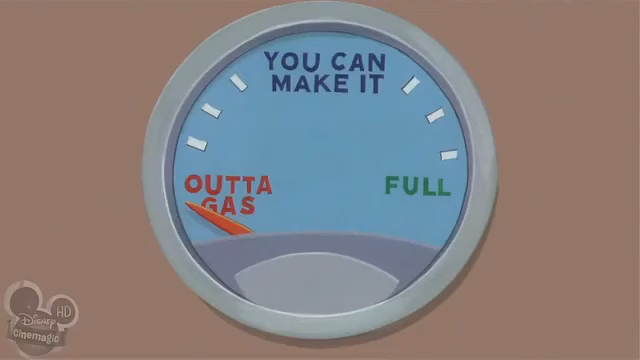 YOU CAN
MAKE IT
OUTTA
GAS
FULL
Disney
HD
Cinemagic